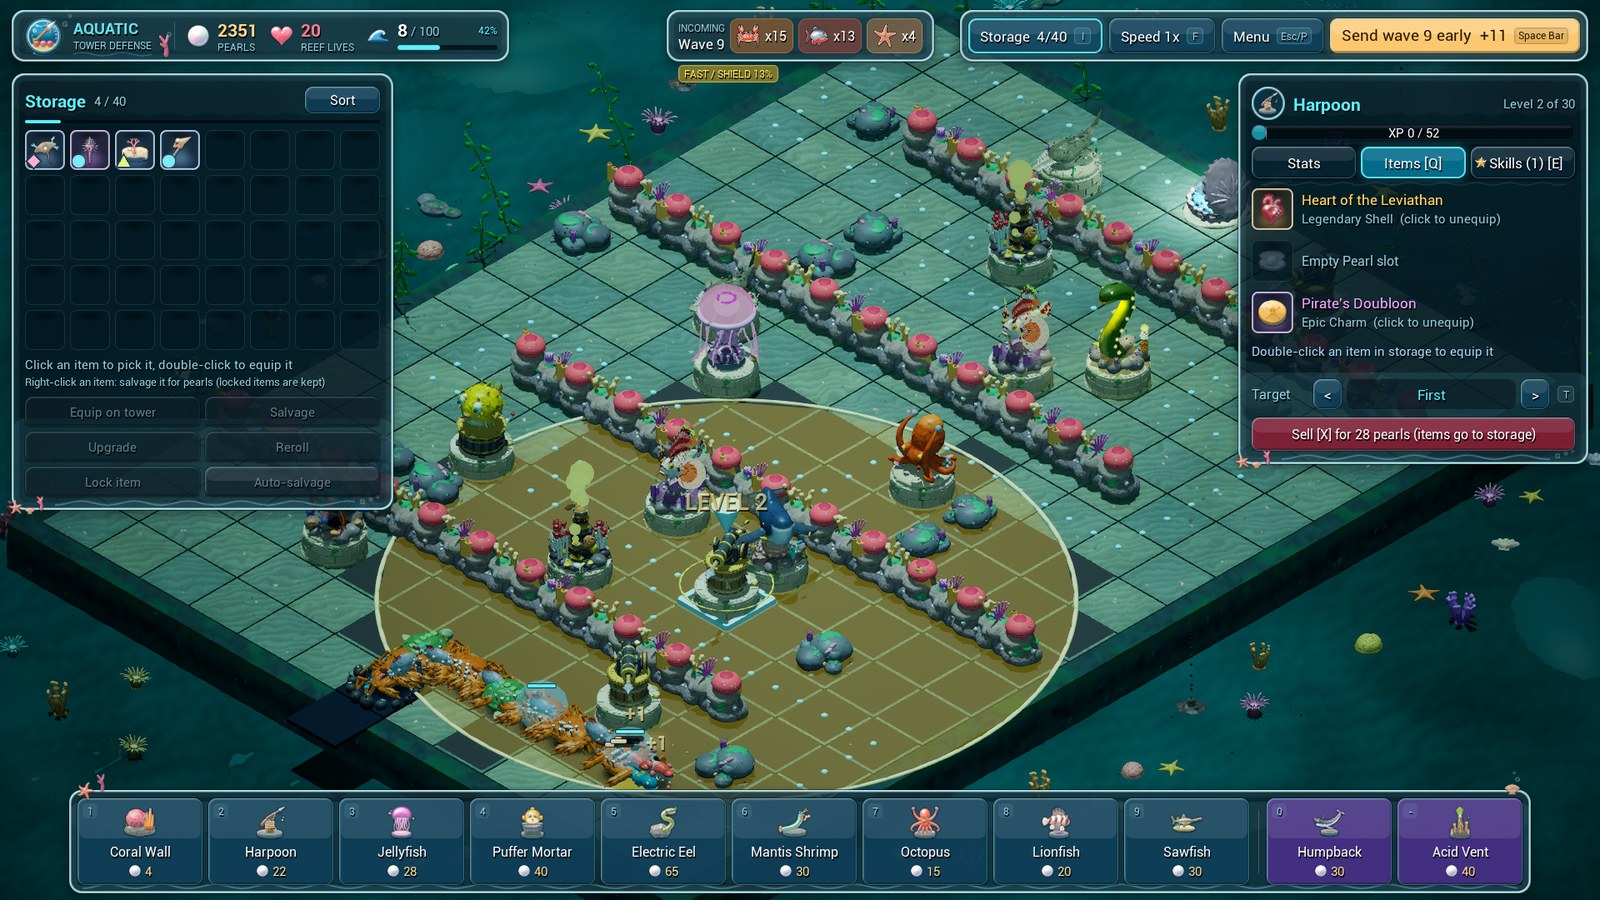 AQUATIC
TOWER DEFENSE
2351
PEARLS
20
REEF LIVES
8 / 100
42%
INCOMING
Wave 9
x15
x13
x4
FAST / SHIELD 13%
Storage 4/40 I
Speed 1x F
Menu Esc/P
Send wave 9 early +11 Space Bar
Storage 4 / 40
Sort
Click an item to pick it, double-click to equip it
Right-click an item: salvage it for pearls (locked items are kept)
Equip on tower
Salvage
Upgrade
Reroll
Lock item
Auto-salvage
Harpoon
Level 2 of 30
XP 0 / 52
Stats
Items [Q]
Skills (1) [E]
Heart of the Leviathan
Legendary Shell (click to unequip)
Empty Pearl slot
Pirate's Doubloon
Epic Charm (click to unequip)
Double-click an item in storage to equip it
Target
<
First
>
T
Sell [X] for 28 pearls (items go to storage)
LEVEL 2
+1
+1
1
Coral Wall
4
2
Harpoon
22
3
Jellyfish
28
4
Puffer Mortar
40
5
Electric Eel
65
6
Mantis Shrimp
30
7
Octopus
15
8
Lionfish
20
9
Sawfish
30
0
Humpback
30
-
Acid Vent
40